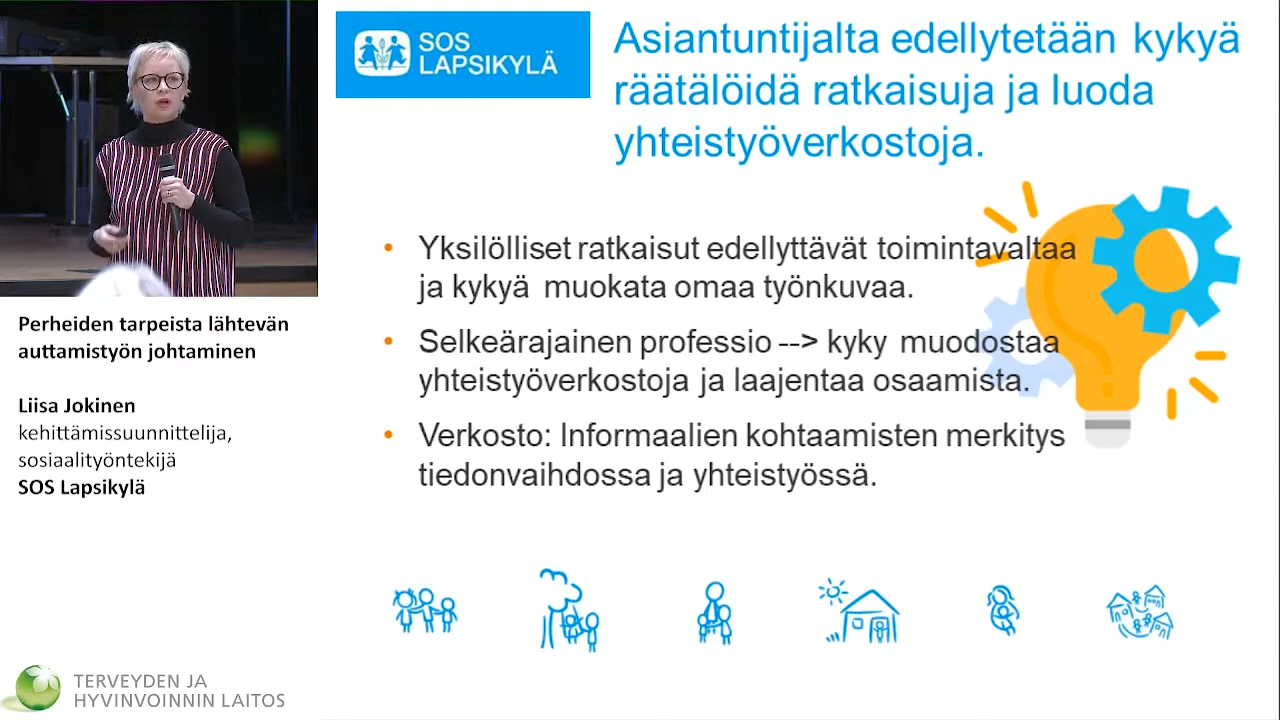 SOS
LAPSIKYLÄ
Asiantuntijalta edellytetään kykyä
räätälöidä ratkaisuja ja luoda
yhteistyöverkostoja.
• Yksilölliset ratkaisut edellyttävät toimintavaltaa
ja kykyä muokata omaa työnkuvaa.
• Selkeärajainen professio --> kyky muodostaa
yhteistyöverkostoja ja laajentaa osaamista.
• Verkosto: Informaalien kohtaamisten merkitys
tiedonvaihdossa ja yhteistyössä.
Perheiden tarpeista lähtevän
auttamistyön johtaminen
Liisa Jokinen
kehittämissuunnittelija,
sosiaalityöntekijä
SOS Lapsikylä
TERVEYDEN JA
HYVINVOINNIN LAITOS